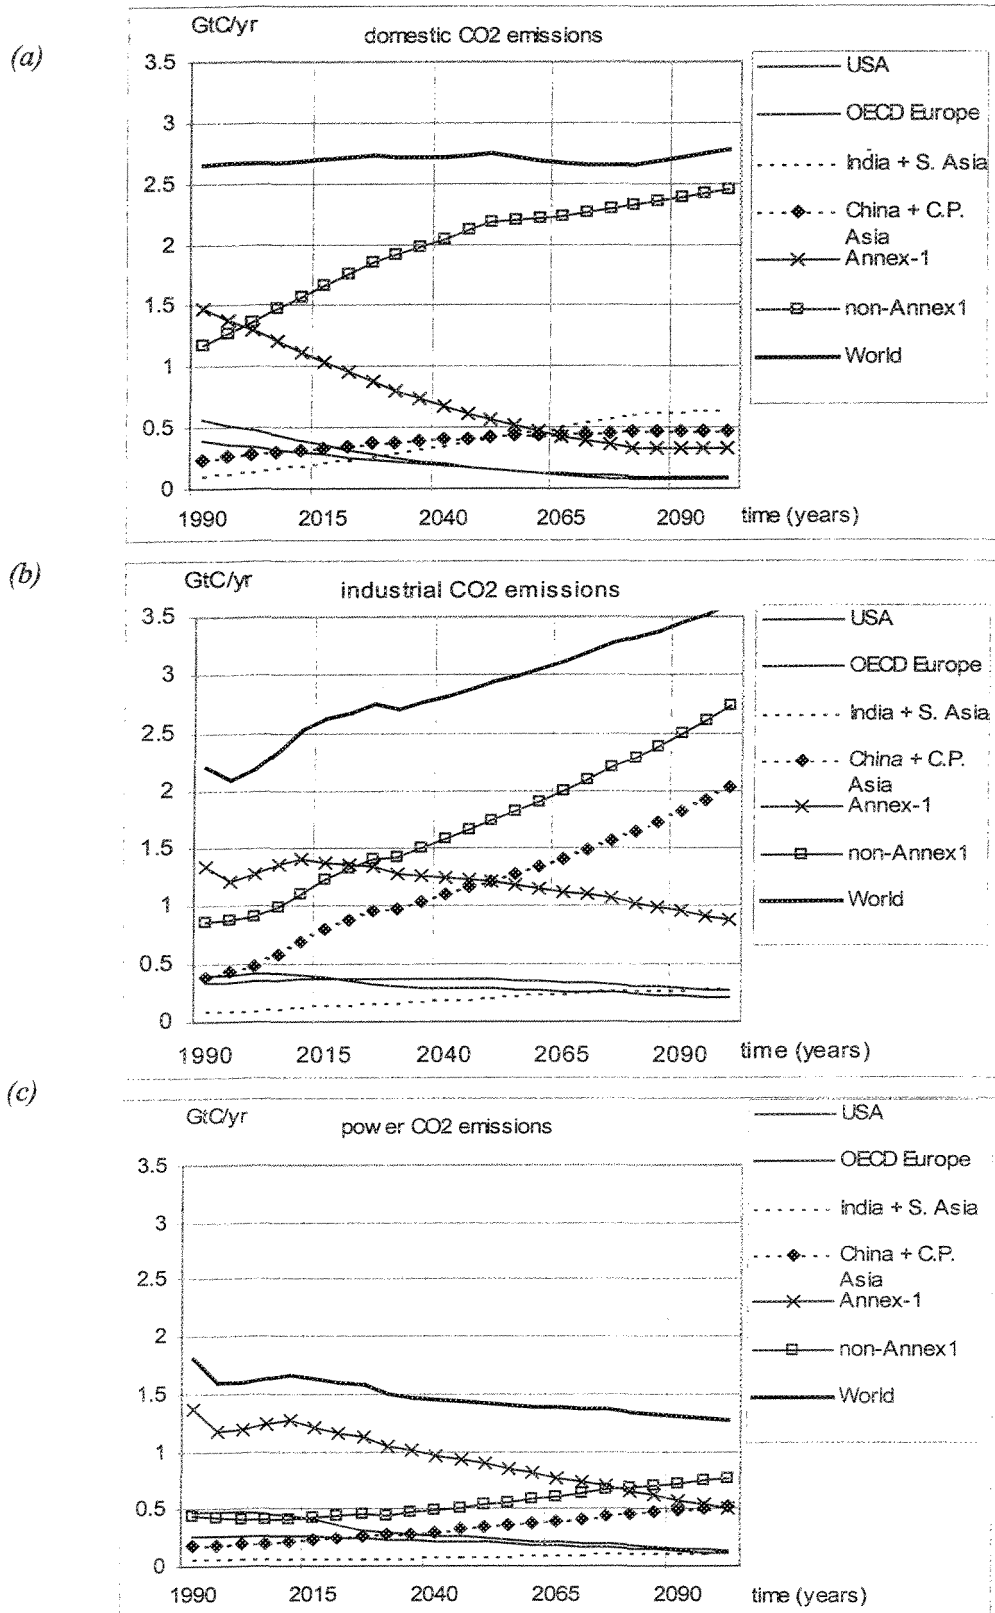 (a)
GtC/yr
domestic CO2 emissions
3.5
3
2.5
2
1.5
1
0.5
0
1990 2015 2040 2065 2090 time (years)
USA
OECD Europe
India + S. Asia
China + C.P.
Asia
Annex-1
non-Annex1
World
(b)
GtC/yr
industrial CO2 emissions
3.5
3
2.5
2
1.5
1
0.5
0
1990 2015 2040 2065 2090 time (years)
USA
OECD Europe
India + S. Asia
China + C.P.
Asia
Annex-1
non-Annex1
World
(c)
GtC/yr
power CO2 emissions
3.5
3
2.5
2
1.5
1
0.5
0
1990 2015 2040 2065 2090 time (years)
USA
OECD Europe
India + S. Asia
China + C.P.
Asia
Annex-1
non-Annex1
World